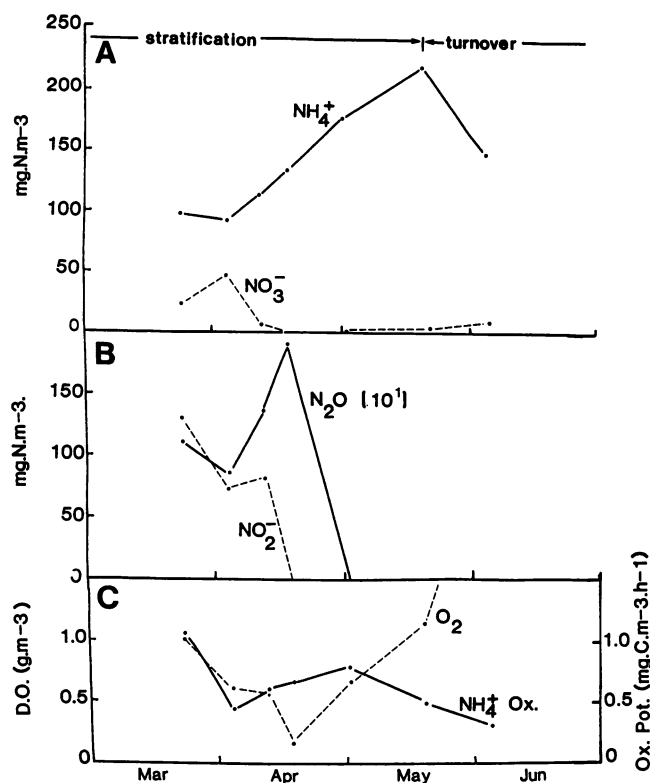 250
stratification
turnover
A
200
NH4+
mg.N.m-3
150
100
50
NO3-
0
B
150
N2O [.10¹]
mg.N.m-3.
100
50
NO2-
0
C
O2
D.O. (g.m-3)
1.0
1.0
0.5
0.5
NH4+ Ox.
Ox. Pot. (mg.C.m-3.h-1)
0
0
Mar
Apr
May
Jun